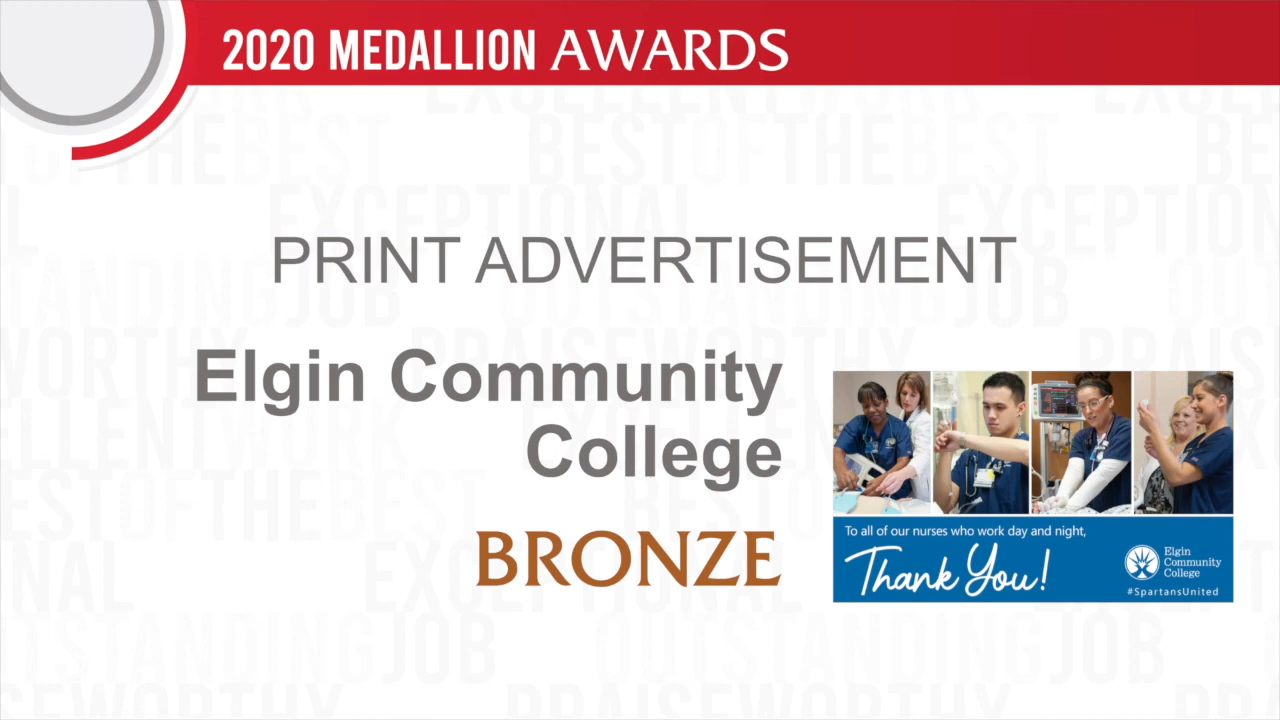 2020 MEDALLION AWARDS
PRINT ADVERTISEMENT
Elgin Community
College
BRONZE
To all of our nurses who work day and night,
Thank You!
Elgin
Community
College
#SpartansUnited